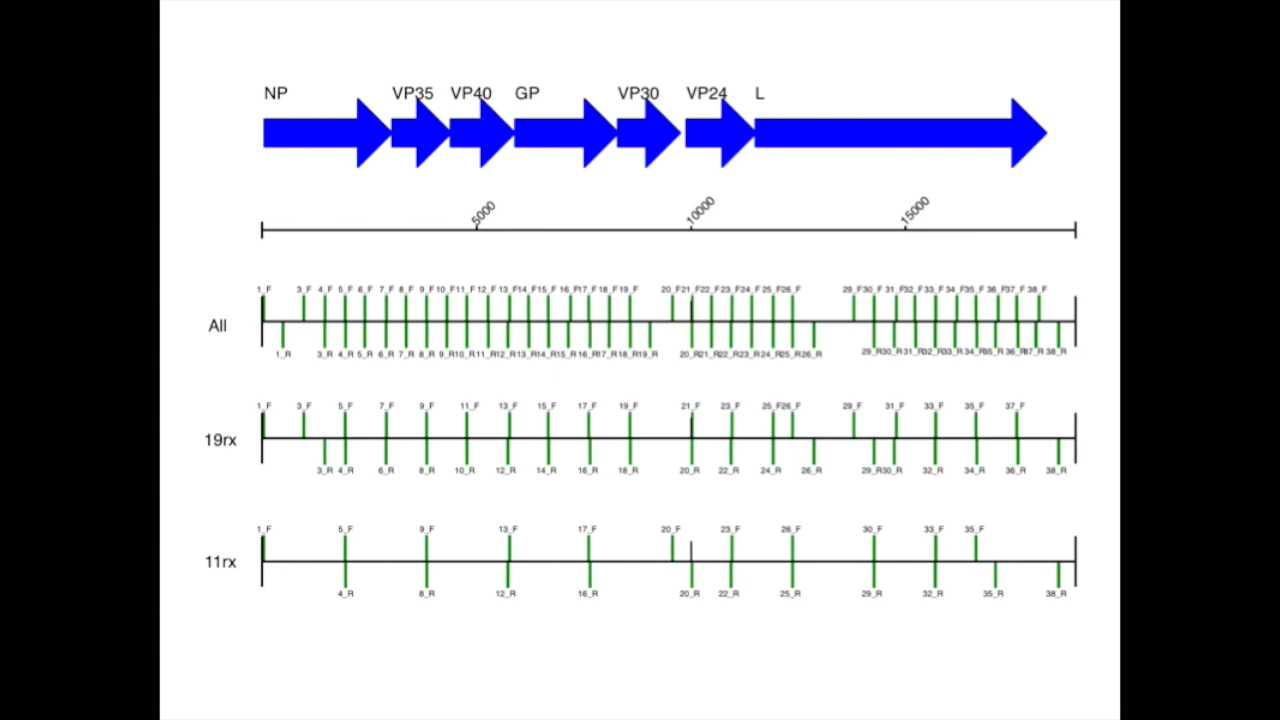 NP VP35 VP40 GP VP30 VP24 L
5000 10000 15000
1_F 3_F 4_F 5_F 6_F 7_F 8_F 9_F 10_F 11_F 12_F 13_F 14_F 15_F 16_F 17_F 18_F 19_F 20_F 21_F 22_F 23_F 24_F 25_F 26_F 29_F 30_F 31_F 32_F 33_F 34_F 35_F 36_F 37_F 38_F
All
1_R 3_R 4_R 5_R 6_R 7_R 8_R 9_R 10_R 11_R 12_R 13_R 14_R 15_R 16_R 17_R 18_R 19_R 20_R 21_R 22_R 23_R 24_R 25_R 26_R 29_R 30_R 31_R 32_R 33_R 34_R 35_R 36_R 37_R 38_R
1_F 3_F 5_F 7_F 9_F 11_F 13_F 15_F 17_F 19_F 21_F 23_F 25_F 26_F 29_F 31_F 33_F 35_F 37_F
19rx
3_R 4_R 6_R 8_R 10_R 12_R 14_R 16_R 18_R 20_R 22_R 24_R 26_R 29_R 30_R 32_R 34_R 36_R 38_R
1_F 5_F 9_F 13_F 17_F 20_F 23_F 26_F 30_F 33_F 35_F
11rx
4_R 8_R 12_R 16_R 20_R 22_R 25_R 29_R 32_R 35_R 38_R